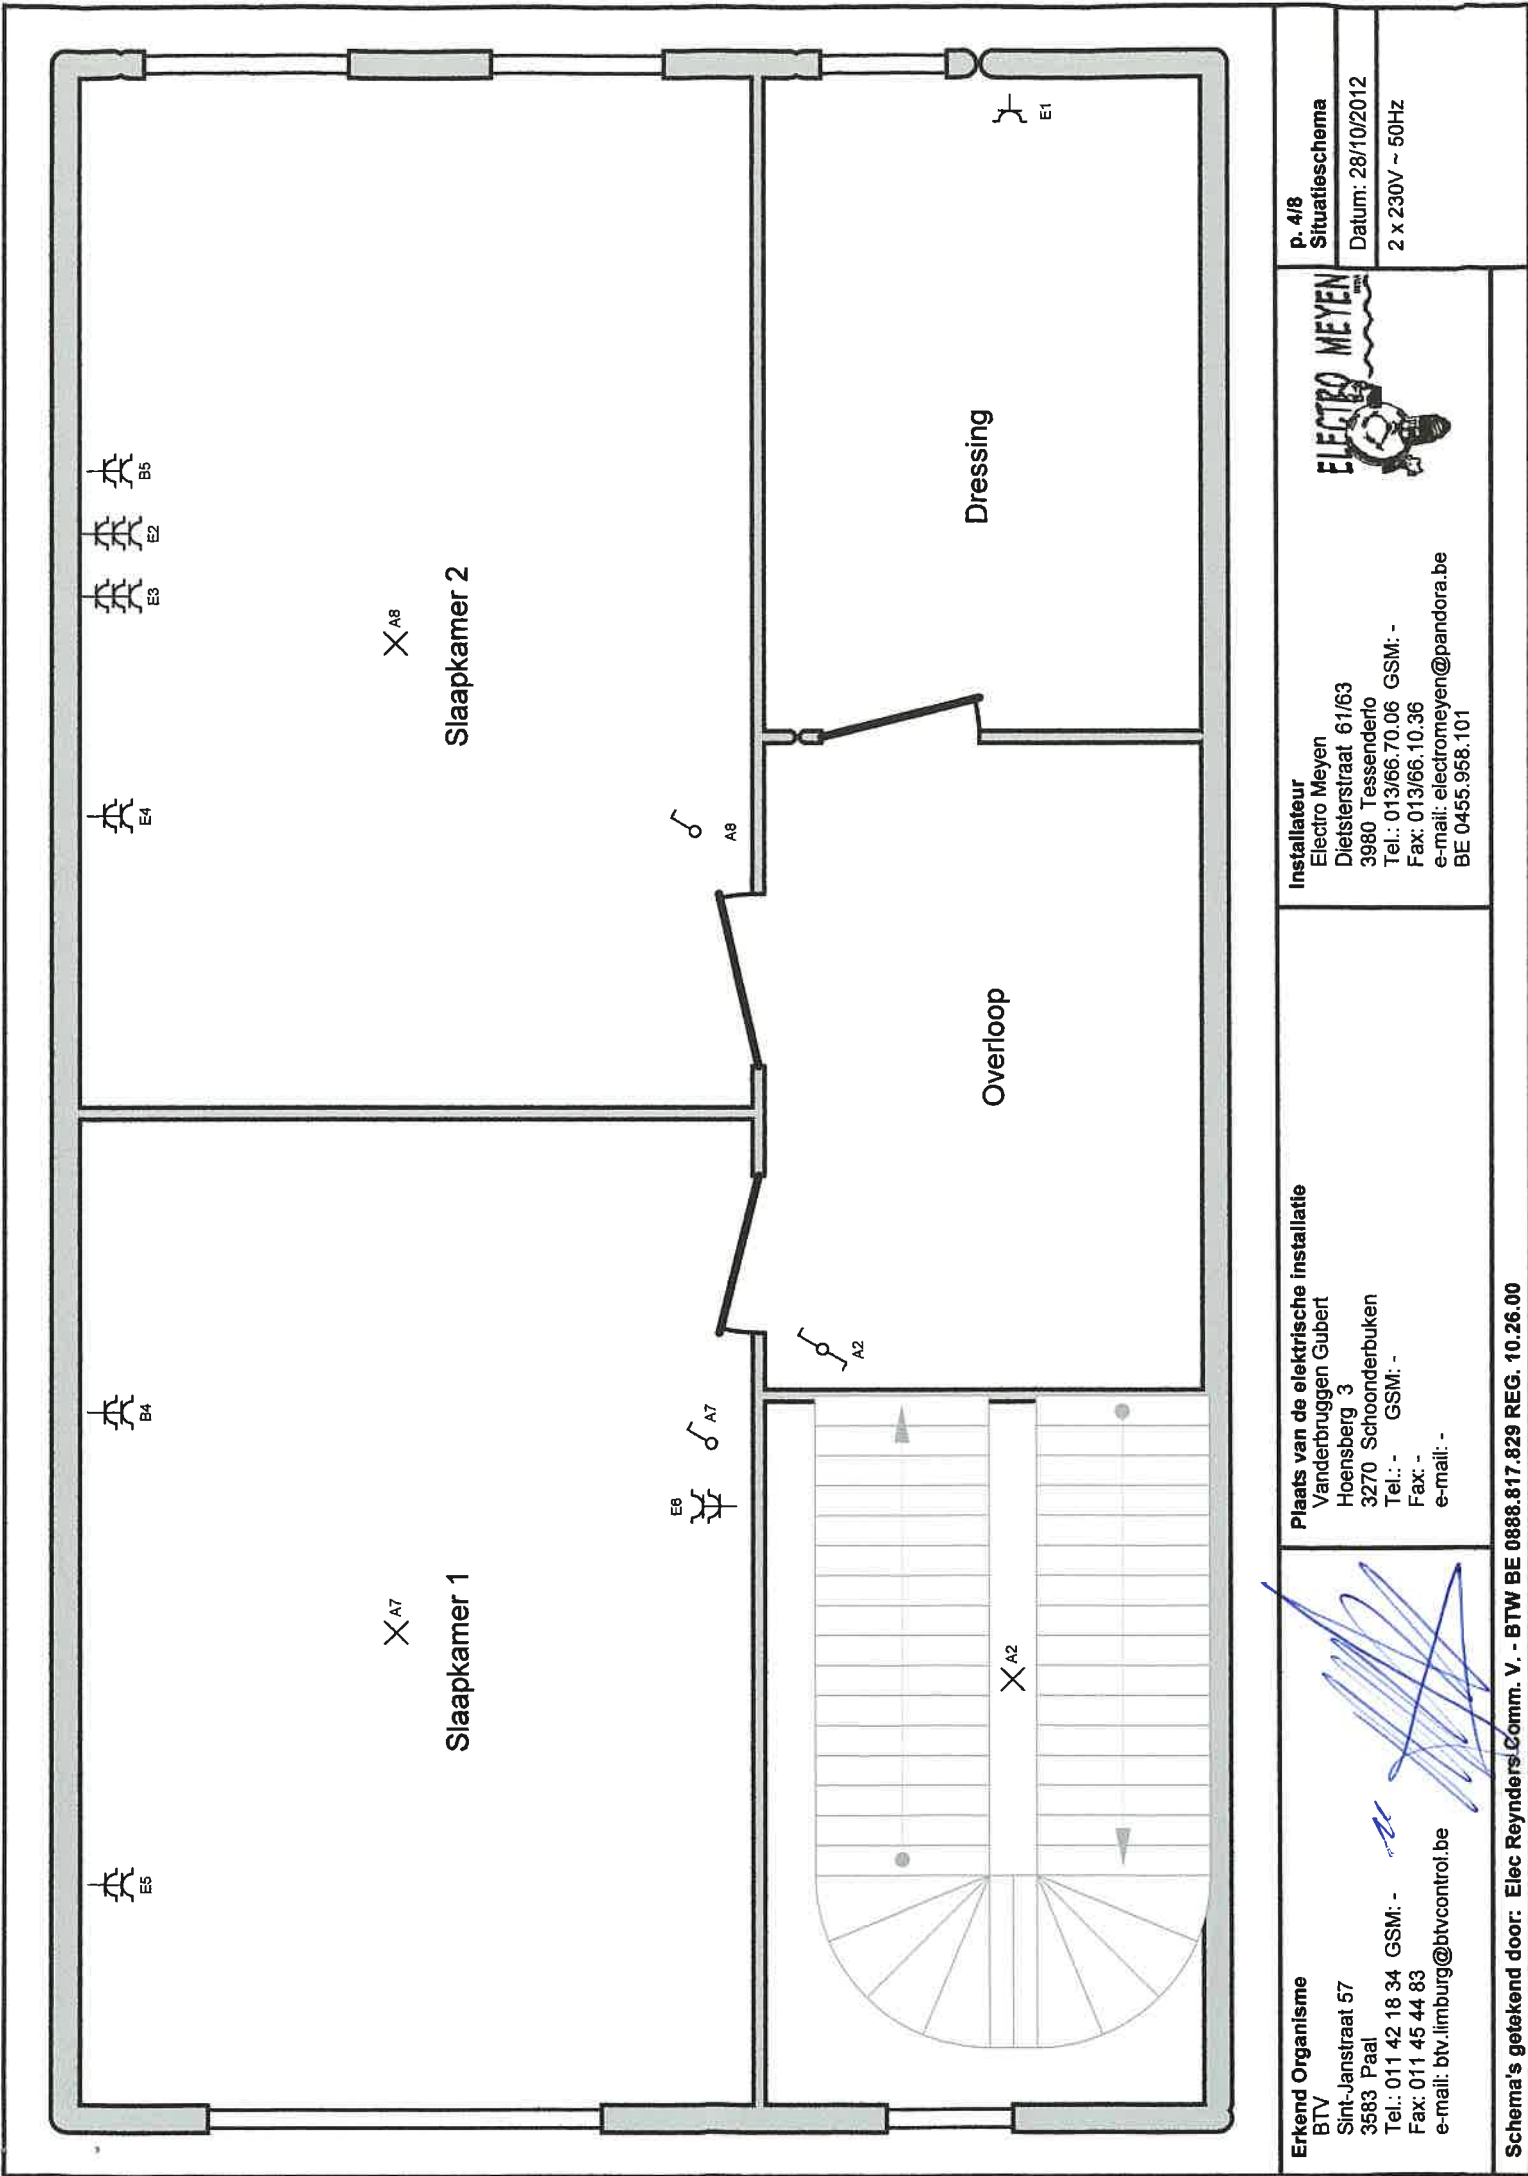 E5
B4
E4
E3
E2
B5
A7
Slaapkamer 1
A8
Slaapkamer 2
E6
A7
A8
A2
A2
Overloop
Dressing
E1
Erkend Organisme
BTV
Sint-Janstraat 57
3583 Paal
Tel.: 011 42 18 34 GSM: -
Fax: 011 45 44 83
e-mail: btv.limburg@btvcontrol.be
Plaats van de elektrische installatie
Vanderbruggen Gubert
Hoensberg 3
3270 Schoonderbuken
Tel.: - GSM: -
Fax: -
e-mail: -
Installateur
Electro Meyen
Dietsterstraat 61/63
3980 Tessenderlo
Tel.: 013/66.70.06 GSM: -
Fax: 013/66.10.36
e-mail: electromeyen@pandora.be
BE 0455.958.101
ELECTRO MEYEN
p. 4/8
Situatieschema
Datum: 28/10/2012
2 x 230V ~ 50Hz
Schema's getekend door: Elec Reynders Comm. V. - BTW BE 0888.817.829 REG. 10.26.00